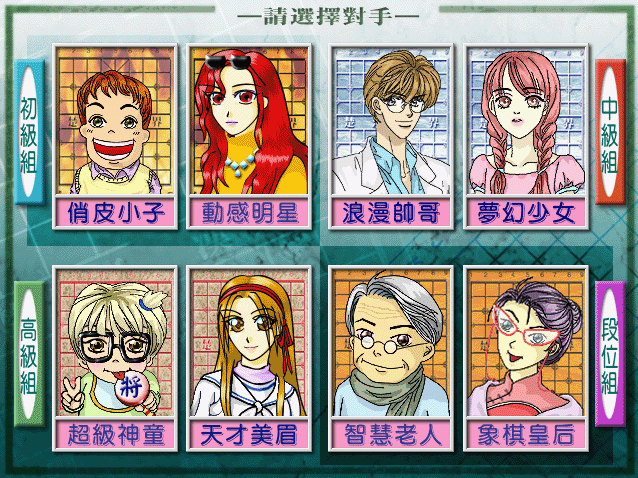 請選擇對手
初級組
俏皮小子
動感明星
浪漫帥哥
夢幻少女
中級組
高級組
將
超級神童
天才美眉
智慧老人
象棋皇后
段位組